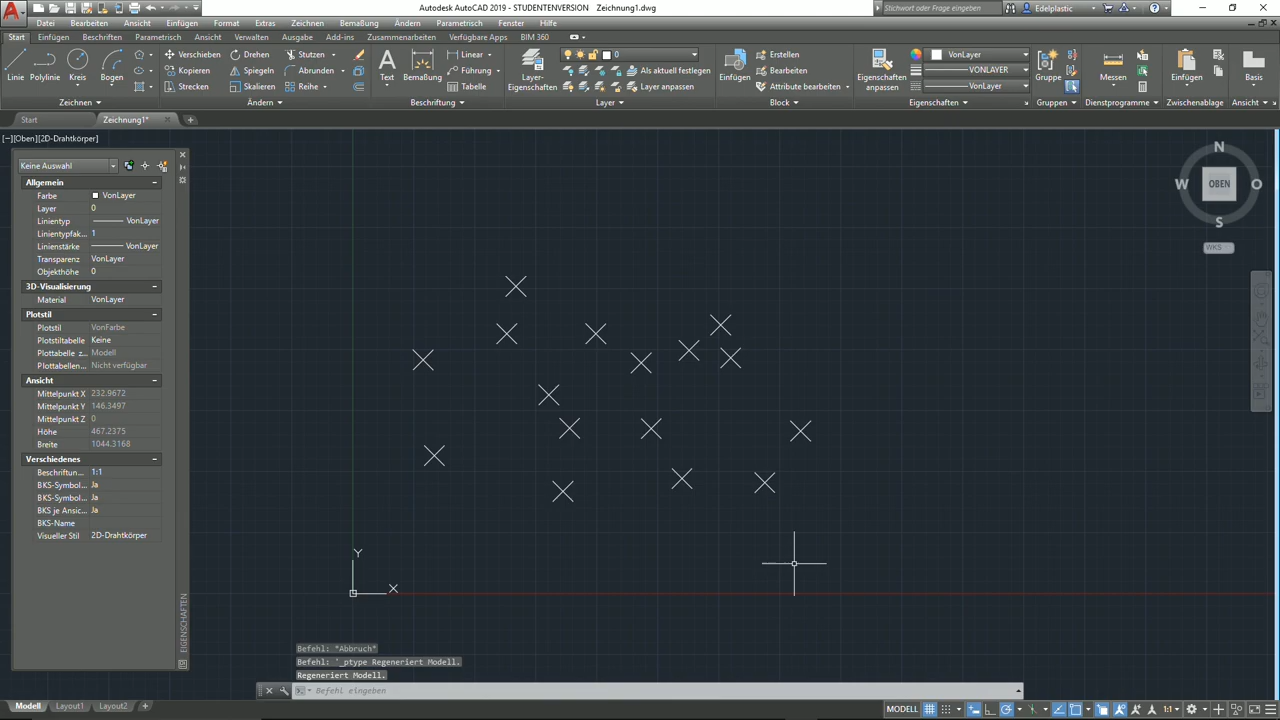 Autodesk AutoCAD 2019 - STUDENTENVERSION Zeichnung1.dwg
Stichwort oder Frage eingeben
Edelplastic
Datei Bearbeiten Ansicht Einfügen Format Extras Zeichnen Bemaßung Ändern Parametrisch Fenster Hilfe
Start Einfügen Beschriften Parametrisch Ansicht Verwalten Ausgabe Add-ins Zusammenarbeiten Verfügbare Apps BIM 360
Linie Polylinie Kreis Bogen
Verschieben Drehen Stutzen
Kopieren Spiegeln Abrunden
Strecken Skalieren Reihe
Text Bemaßung
Linear
Führung
Tabelle
Layer-
Eigenschaften
0
Als aktuell festlegen
Layer anpassen
Einfügen
Erstellen
Bearbeiten
Attribute bearbeiten
Eigenschaften
anpassen
VonLayer
VONLAYER
VonLayer
Gruppe
Messen
Einfügen
Basis
Zeichnen Ändern Beschriftung Layer Block Eigenschaften Gruppen Dienstprogramme Zwischenablage Ansicht
Start Zeichnung1*
[−][Oben][2D-Drahtkörper]
Keine Auswahl
Allgemein
Farbe VonLayer
Layer 0
Linientyp VonLayer
Linientypfak... 1
Linienstärke VonLayer
Transparenz VonLayer
Objekthöhe 0
3D-Visualisierung
Material VonLayer
Plotstil
Plotstil VonFarbe
Plotstiltabelle Keine
Plottabelle z... Modell
Plottabellen... Nicht verfügbar
Ansicht
Mittelpunkt X 232.9672
Mittelpunkt Y 146.3497
Mittelpunkt Z 0
Höhe 467.2375
Breite 1044.3168
Verschiedenes
Beschriftun... 1:1
BKS-Symbol... Ja
BKS-Symbol... Ja
BKS je Ansic... Ja
BKS-Name
Visueller Stil 2D-Drahtkörper
EIGENSCHAFTEN
N
W OBEN O
S
WKS
Y
X
Befehl: *Abbruch*
Befehl: '_ptype Regeneriert Modell.
Regeneriert Modell.
Befehl eingeben
Modell Layout1 Layout2 +
MODELL 1:1